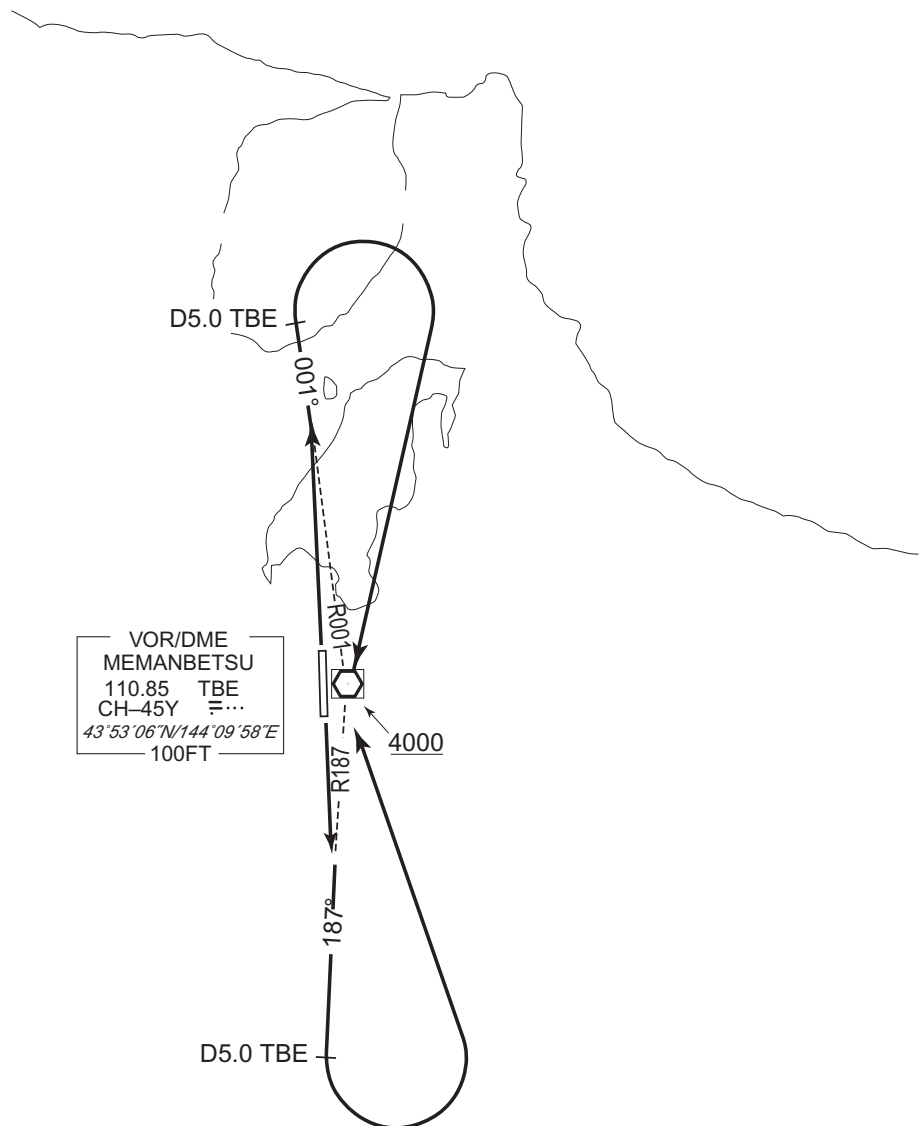 D5.0 TBE
001°
R001
VOR/DME
MEMANBETSU
110.85 TBE
CH–45Y
43°53′06″N/144°09′58″E
100FT
4000
R187
187°
D5.0 TBE